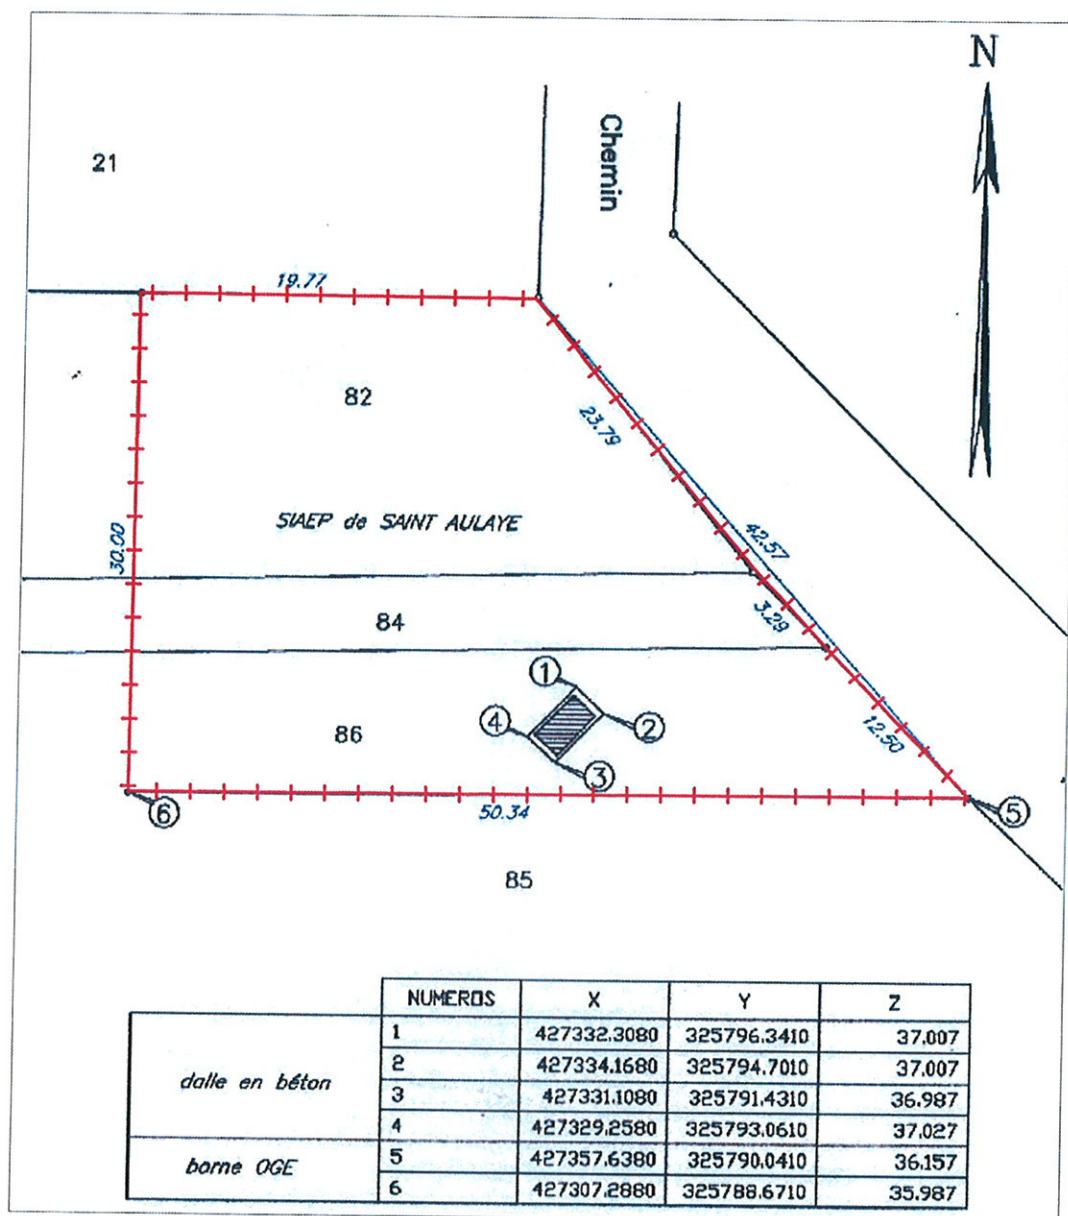 N
Chemin
21
19.77
82
23.79
SIAEP de SAINT AULAYE
30.00
42.57
84
3.29
1
4
2
86
12.50
3
6
50.34
5
85
NUMEROS X Y Z
dalle en béton
1 427332.3080 325796.3410 37.007
2 427334.1680 325794.7010 37.007
3 427331.1080 325791.4310 36.987
4 427329.2580 325793.0610 37.027
borne OGE
5 427357.6380 325790.0410 36.157
6 427307.2880 325788.6710 35.987